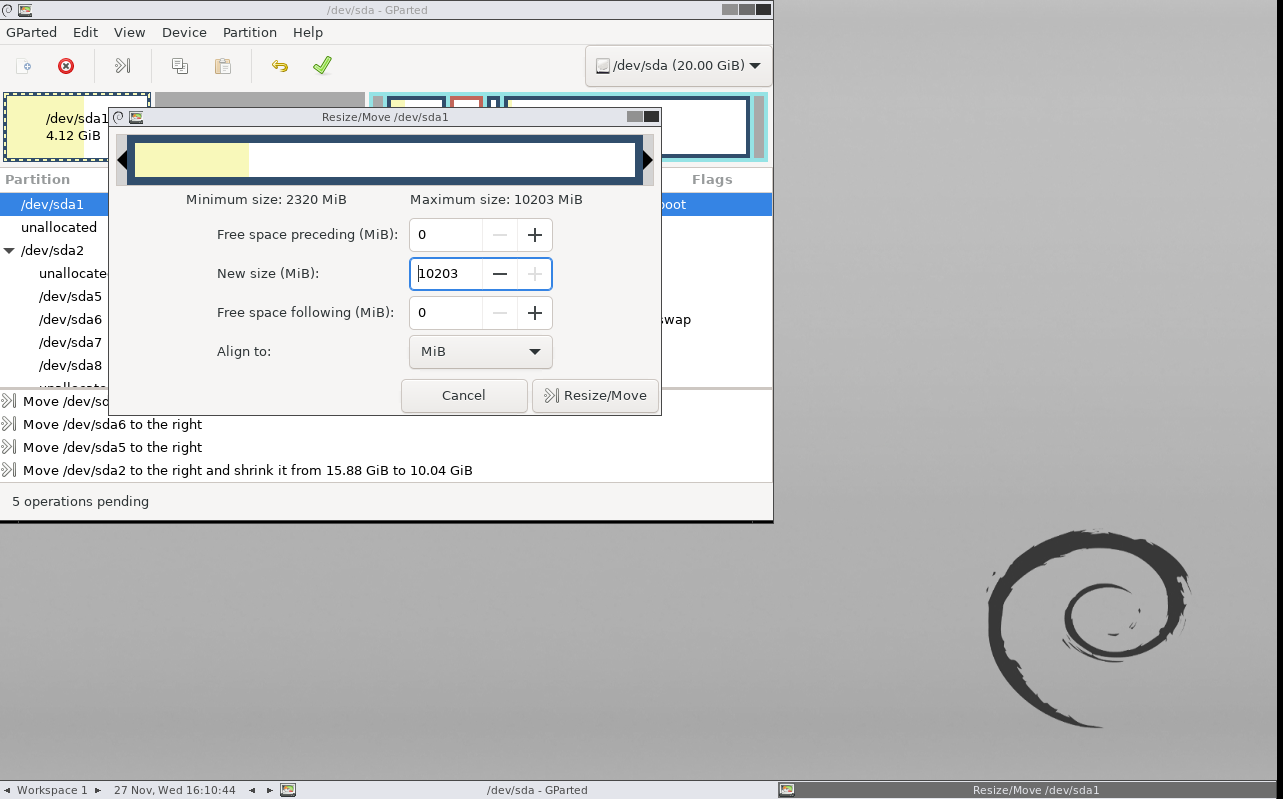 /dev/sda - GParted
GParted Edit View Device Partition Help
/dev/sda (20.00 GiB)
/dev/sda1
4.12 GiB
Resize/Move /dev/sda1
Minimum size: 2320 MiB Maximum size: 10203 MiB
Free space preceding (MiB): 0
New size (MiB): 10203
Free space following (MiB): 0
Align to: MiB
Cancel Resize/Move
Partition Flags
/dev/sda1 boot
unallocated
/dev/sda2
unallocate
/dev/sda5
/dev/sda6 swap
/dev/sda7
/dev/sda8
Move /dev/sd
Move /dev/sda6 to the right
Move /dev/sda5 to the right
Move /dev/sda2 to the right and shrink it from 15.88 GiB to 10.04 GiB
5 operations pending
Workspace 1 27 Nov, Wed 16:10:44 /dev/sda - GParted Resize/Move /dev/sda1